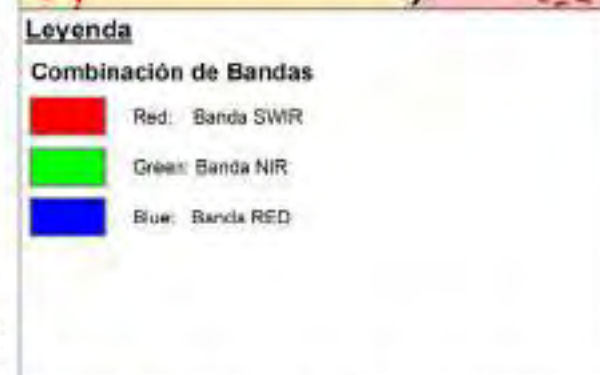 Leyenda
Combinación de Bandas
Red: Banda SWIR
Green: Banda NIR
Blue: Banda RED